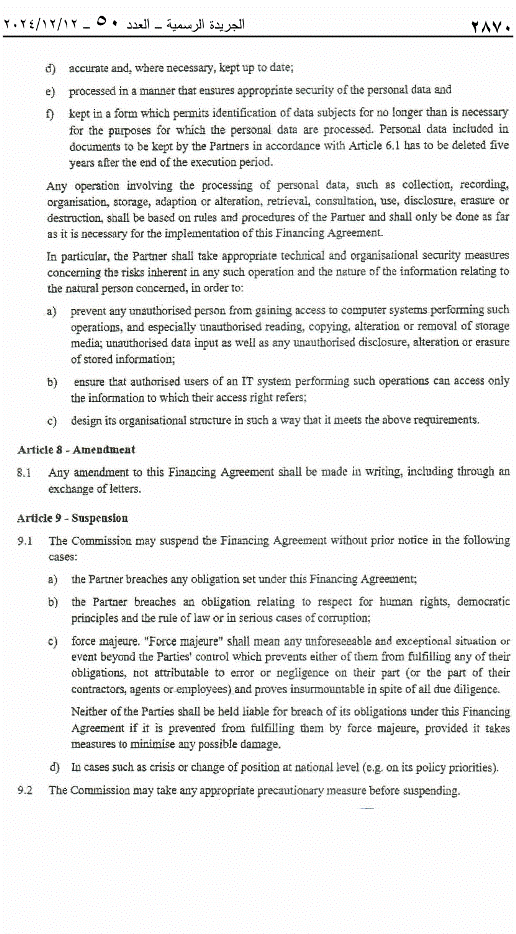 ٢٨٧٠ الجريدة الرسمية – العدد ٥٠ – ٢٠٢٤/١٢/١٢
d) accurate and, where necessary, kept up to date;
e) processed in a manner that ensures appropriate security of the personal data and
f) kept in a form which permits identification of data subjects for no longer than is necessary
for the purposes for which the personal data are processed. Personal data included in
documents to be kept by the Partners in accordance with Article 6.1 has to be deleted five
years after the end of the execution period.
Any operation involving the processing of personal data, such as collection, recording,
organisation, storage, adaption or alteration, retrieval, consultation, use, disclosure, erasure or
destruction, shall be based on rules and procedures of the Partner and shall only be done as far
as it is necessary for the implementation of this Financing Agreement.
In particular, the Partner shall take appropriate technical and organisational security measures
concerning the risks inherent in any such operation and the nature of the information relating to
the natural person concerned, in order to:
a) prevent any unauthorised person from gaining access to computer systems performing such
operations, and especially unauthorised reading, copying, alteration or removal of storage
media; unauthorised data input as well as any unauthorised disclosure, alteration or erasure
of stored information;
b) ensure that authorised users of an IT system performing such operations can access only
the information to which their access right refers;
c) design its organisational structure in such a way that it meets the above requirements.
Article 8 - Amendment
8.1 Any amendment to this Financing Agreement shall be made in writing, including through an
exchange of letters.
Article 9 - Suspension
9.1 The Commission may suspend the Financing Agreement without prior notice in the following
cases:
a) the Partner breaches any obligation set under this Financing Agreement;
b) the Partner breaches an obligation relating to respect for human rights, democratic
principles and the rule of law or in serious cases of corruption;
c) force majeure. "Force majeure" shall mean any unforeseeable and exceptional situation or
event beyond the Parties' control which prevents either of them from fulfilling any of their
obligations, not attributable to error or negligence on their part (or the part of their
contractors, agents or employees) and proves insurmountable in spite of all due diligence.
Neither of the Parties shall be held liable for breach of its obligations under this Financing
Agreement if it is prevented from fulfilling them by force majeure, provided it takes
measures to minimise any possible damage.
d) In cases such as crisis or change of position at national level (e.g. on its policy priorities).
9.2 The Commission may take any appropriate precautionary measure before suspending.